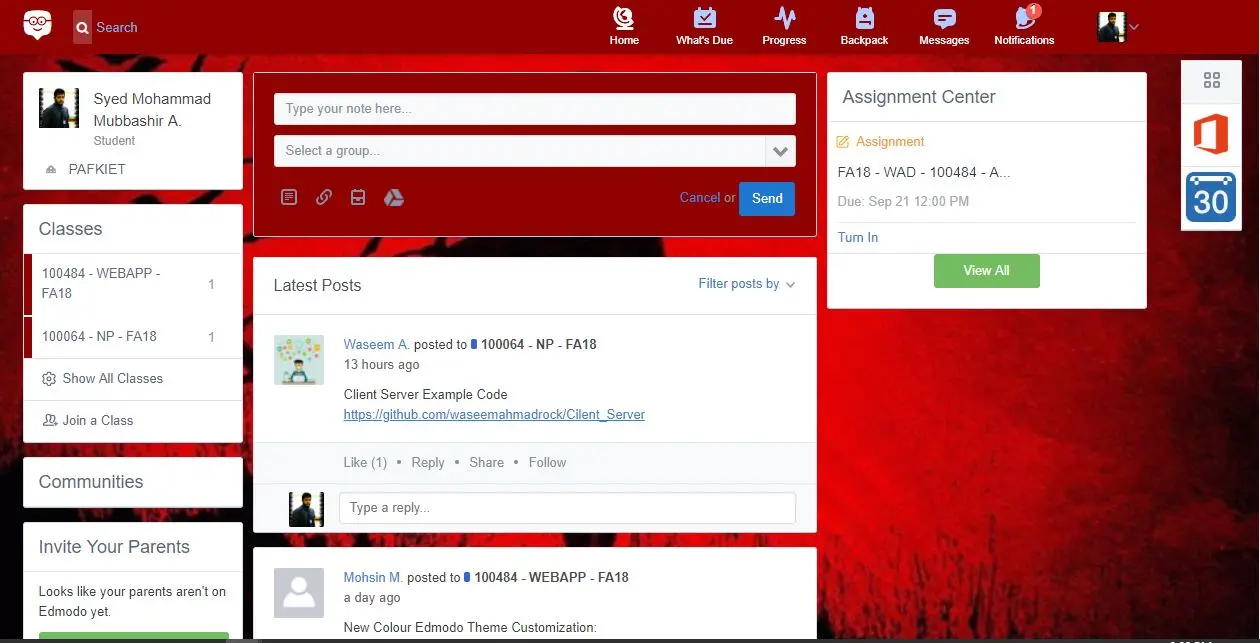 Search
Home
What's Due
Progress
Backpack
Messages
1
Notifications
Syed Mohammad
Mubbashir A.
Student
PAFKIET
Classes
100484 - WEBAPP -
FA18
1
100064 - NP - FA18
1
Show All Classes
Join a Class
Communities
Invite Your Parents
Looks like your parents aren't on
Edmodo yet.
Type your note here...
Select a group...
Cancel or
Send
Latest Posts
Filter posts by
Waseem A. posted to 100064 - NP - FA18
13 hours ago
Client Server Example Code
https://github.com/waseemahmadrock/Cilent_Server
Like (1) • Reply • Share • Follow
Type a reply...
Mohsin M. posted to 100484 - WEBAPP - FA18
a day ago
New Colour Edmodo Theme Customization:
Assignment Center
Assignment
FA18 - WAD - 100484 - A...
Due: Sep 21 12:00 PM
Turn In
View All
30